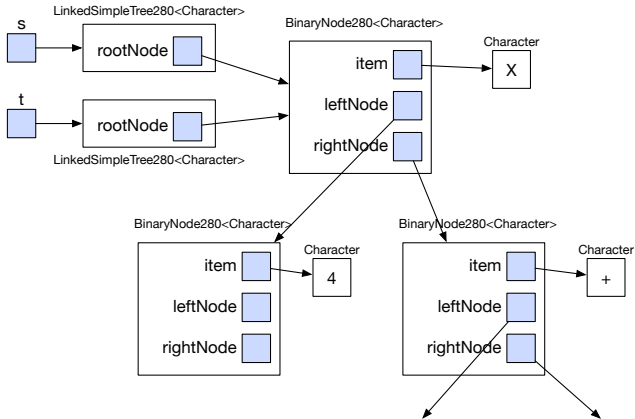 s
LinkedSimpleTree280<Character>
rootNode
t
rootNode
LinkedSimpleTree280<Character>
BinaryNode280<Character>
item
leftNode
rightNode
Character
X
BinaryNode280<Character>
item
leftNode
rightNode
Character
4
BinaryNode280<Character>
item
leftNode
rightNode
Character
+